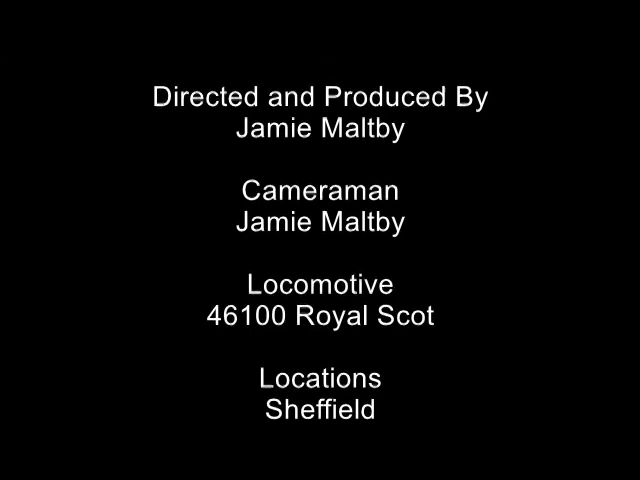 Directed and Produced By
Jamie Maltby
Cameraman
Jamie Maltby
Locomotive
46100 Royal Scot
Locations
Sheffield